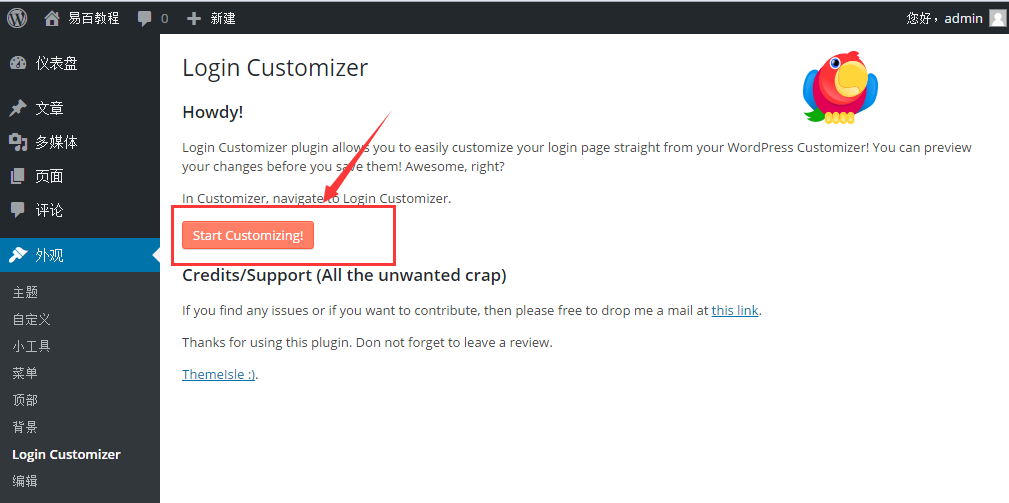 易百教程 0 新建 您好，admin
仪表盘
文章
多媒体
页面
评论
外观
主题
自定义
小工具
菜单
顶部
背景
Login Customizer
编辑
Login Customizer
Howdy!
Login Customizer plugin allows you to easily customize your login page straight from your WordPress Customizer! You can preview
your changes before you save them! Awesome, right?
In Customizer, navigate to Login Customizer.
Start Customizing!
Credits/Support (All the unwanted crap)
If you find any issues or if you want to contribute, then please free to drop me a mail at this link.
Thanks for using this plugin. Don not forget to leave a review.
ThemeIsle :).